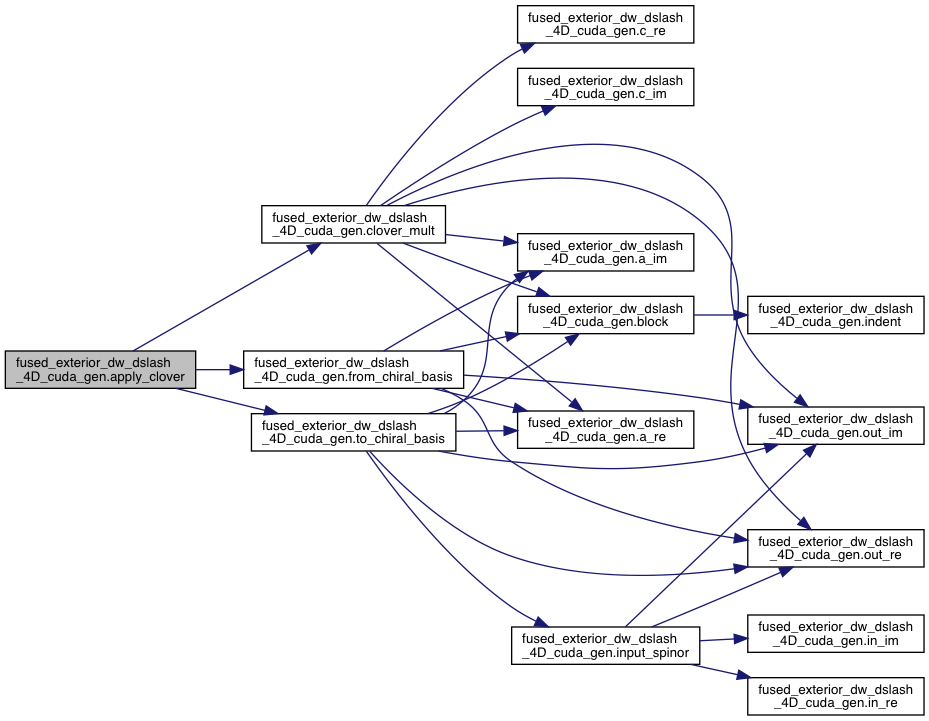 fused_exterior_dw_dslash
_4D_cuda_gen.c_re
fused_exterior_dw_dslash
_4D_cuda_gen.c_im
fused_exterior_dw_dslash
_4D_cuda_gen.clover_mult
fused_exterior_dw_dslash
_4D_cuda_gen.a_im
fused_exterior_dw_dslash
_4D_cuda_gen.block
fused_exterior_dw_dslash
_4D_cuda_gen.indent
fused_exterior_dw_dslash
_4D_cuda_gen.apply_clover
fused_exterior_dw_dslash
_4D_cuda_gen.from_chiral_basis
fused_exterior_dw_dslash
_4D_cuda_gen.to_chiral_basis
fused_exterior_dw_dslash
_4D_cuda_gen.a_re
fused_exterior_dw_dslash
_4D_cuda_gen.out_im
fused_exterior_dw_dslash
_4D_cuda_gen.out_re
fused_exterior_dw_dslash
_4D_cuda_gen.input_spinor
fused_exterior_dw_dslash
_4D_cuda_gen.in_im
fused_exterior_dw_dslash
_4D_cuda_gen.in_re